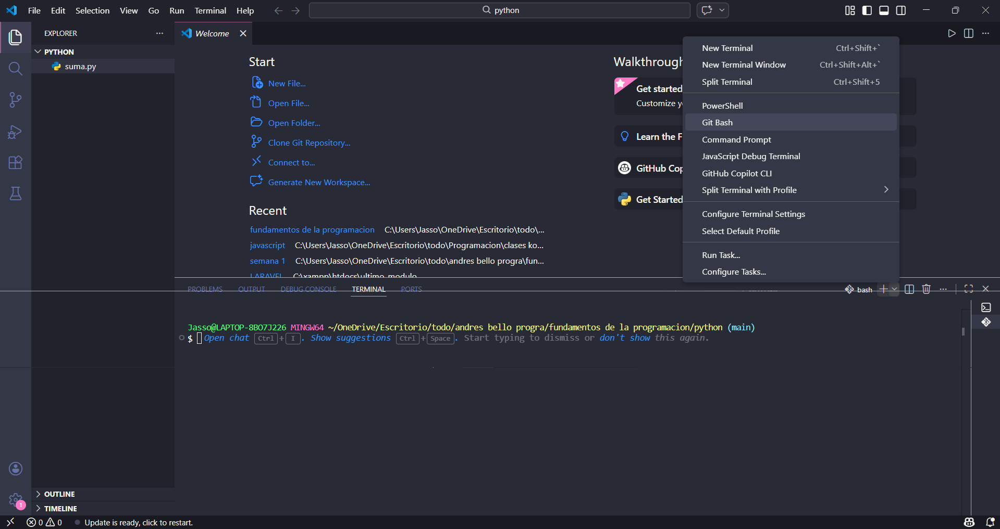 File Edit Selection View Go Run Terminal Help
python
EXPLORER
Welcome
PYTHON
suma.py
Start
New File...
Open File...
Open Folder...
Clone Git Repository...
Connect to...
Generate New Workspace...
Recent
fundamentos de la programacion C:\Users\Jasso\OneDrive\Escritorio\todo\...
javascript C:\Users\Jasso\OneDrive\Escritorio\todo\Programacion\clases ko...
semana 1 C:\Users\Jasso\OneDrive\Escritorio\todo\andres bello progra\fun...
LARAVEL C:\xampp\htdocs\ultimo_modulo
Walkthrough
Get started
Customize y
Learn the F
GitHub Cop
Get Started
New Terminal Ctrl+Shift+`
New Terminal Window Ctrl+Shift+Alt+`
Split Terminal Ctrl+Shift+5
PowerShell
Git Bash
Command Prompt
JavaScript Debug Terminal
GitHub Copilot CLI
Split Terminal with Profile
Configure Terminal Settings
Select Default Profile
Run Task...
Configure Tasks...
PROBLEMS OUTPUT DEBUG CONSOLE TERMINAL PORTS
bash
Jasso@LAPTOP-8BO7J226 MINGW64 ~/OneDrive/Escritorio/todo/andres bello progra/fundamentos de la programacion/python (main)
$ Open chat Ctrl + I . Show suggestions Ctrl + Space . Start typing to dismiss or don't show this again.
OUTLINE
1
TIMELINE
0 0 Update is ready, click to restart.